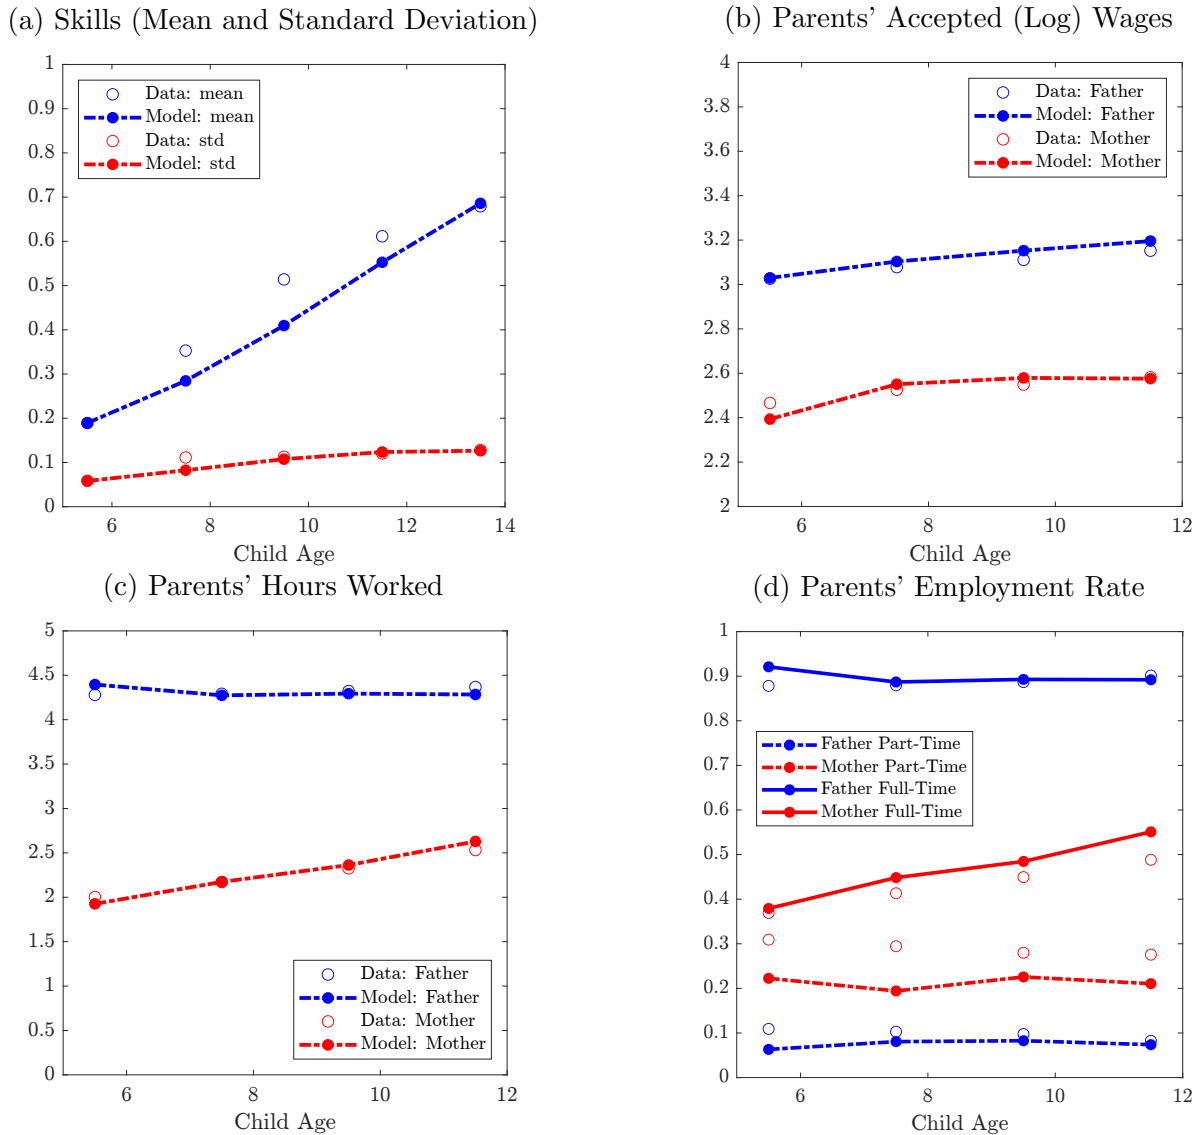 (a) Skills (Mean and Standard Deviation)
1
0.9
0.8
0.7
0.6
0.5
0.4
0.3
0.2
0.1
0
Data: mean
Model: mean
Data: std
Model: std
6 8 10 12 14
Child Age
(b) Parents' Accepted (Log) Wages
4
3.8
3.6
3.4
3.2
3
2.8
2.6
2.4
2.2
2
Data: Father
Model: Father
Data: Mother
Model: Mother
6 8 10 12
Child Age
(c) Parents' Hours Worked
5
4.5
4
3.5
3
2.5
2
1.5
1
0.5
0
Data: Father
Model: Father
Data: Mother
Model: Mother
6 8 10 12
Child Age
(d) Parents' Employment Rate
1
0.9
0.8
0.7
0.6
0.5
0.4
0.3
0.2
0.1
0
Father Part-Time
Mother Part-Time
Father Full-Time
Mother Full-Time
6 8 10 12
Child Age